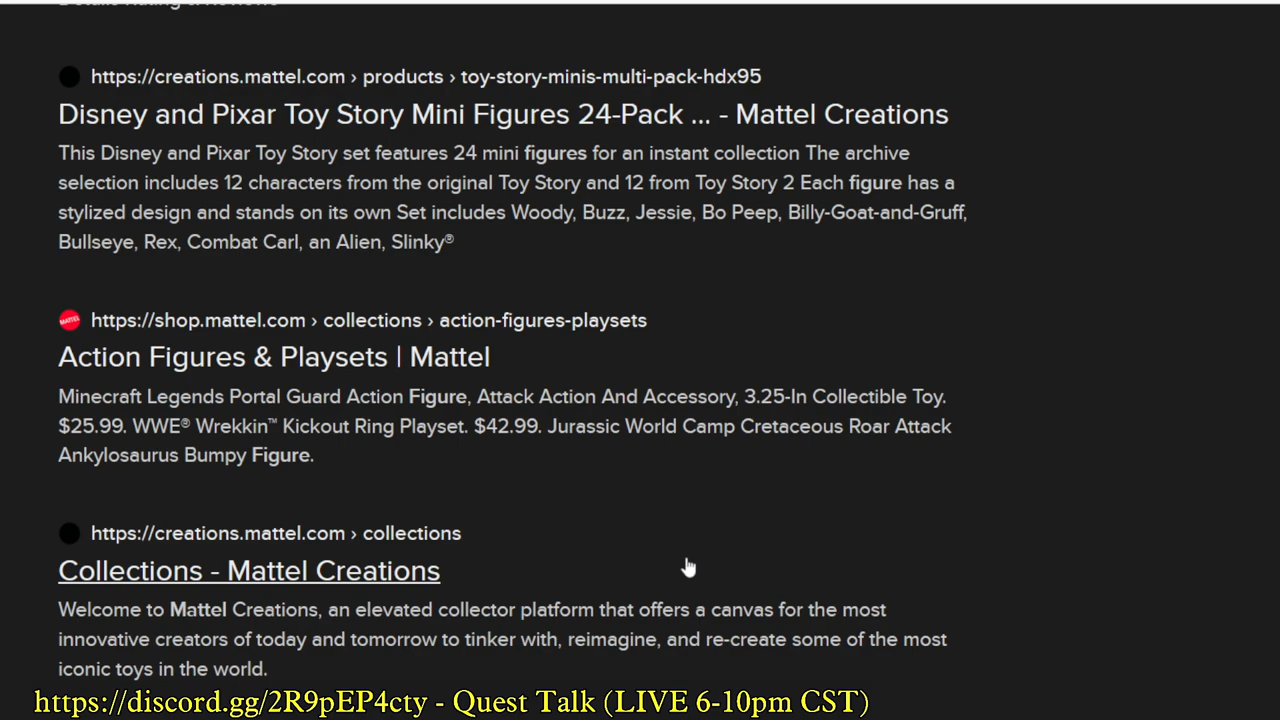 https://creations.mattel.com › products › toy-story-minis-multi-pack-hdx95
Disney and Pixar Toy Story Mini Figures 24-Pack ... - Mattel Creations
This Disney and Pixar Toy Story set features 24 mini figures for an instant collection The archive
selection includes 12 characters from the original Toy Story and 12 from Toy Story 2 Each figure has a
stylized design and stands on its own Set includes Woody, Buzz, Jessie, Bo Peep, Billy-Goat-and-Gruff,
Bullseye, Rex, Combat Carl, an Alien, Slinky®
MATTEL
https://shop.mattel.com › collections › action-figures-playsets
Action Figures & Playsets | Mattel
Minecraft Legends Portal Guard Action Figure, Attack Action And Accessory, 3.25-In Collectible Toy.
$25.99. WWE® Wrekkin™ Kickout Ring Playset. $42.99. Jurassic World Camp Cretaceous Roar Attack
Ankylosaurus Bumpy Figure.
https://creations.mattel.com › collections
Collections - Mattel Creations
Welcome to Mattel Creations, an elevated collector platform that offers a canvas for the most
innovative creators of today and tomorrow to tinker with, reimagine, and re-create some of the most
iconic toys in the world.
https://discord.gg/2R9pEP4cty - Quest Talk (LIVE 6-10pm CST)